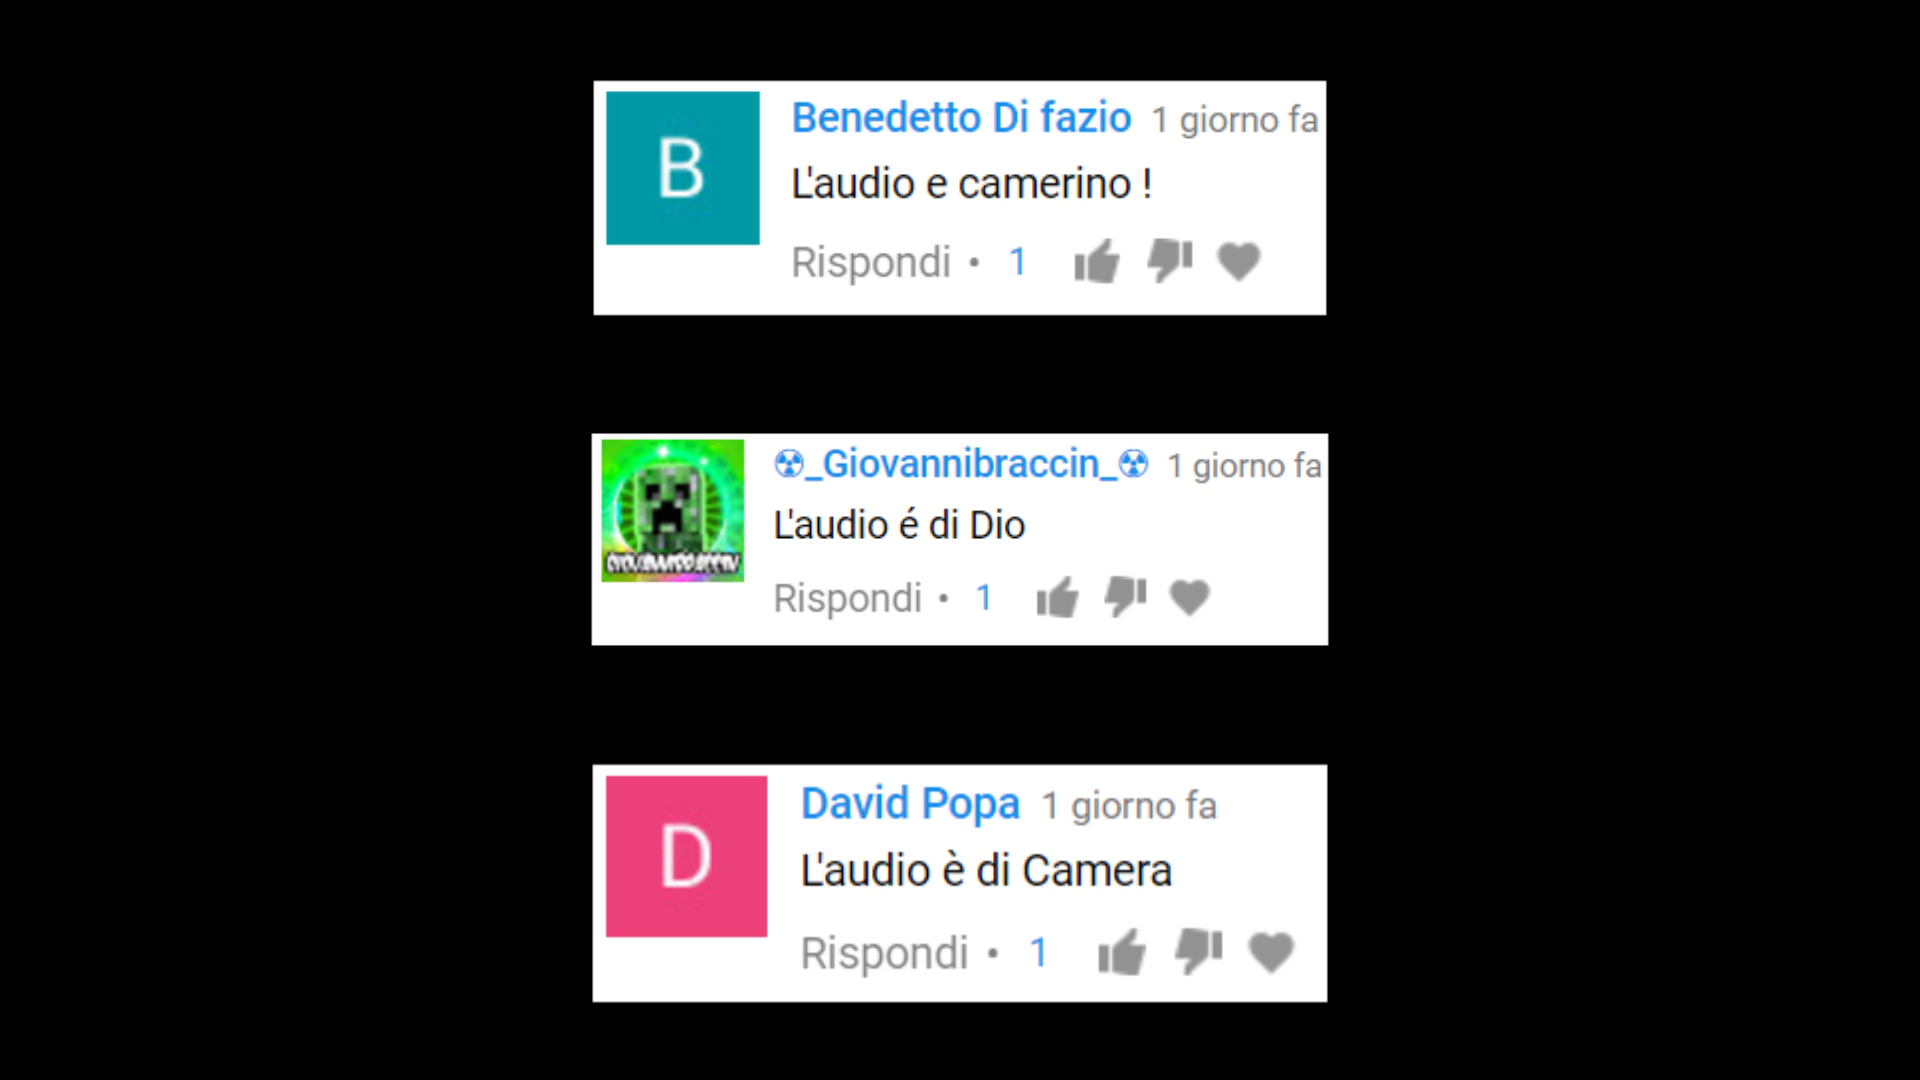 B
Benedetto Di fazio 1 giorno fa
L'audio e camerino !
Rispondi • 1
☢_Giovannibraccin_☢ 1 giorno fa
L'audio é di Dio
GIOVANNIBRACCIN
Rispondi • 1
D
David Popa 1 giorno fa
L'audio è di Camera
Rispondi • 1